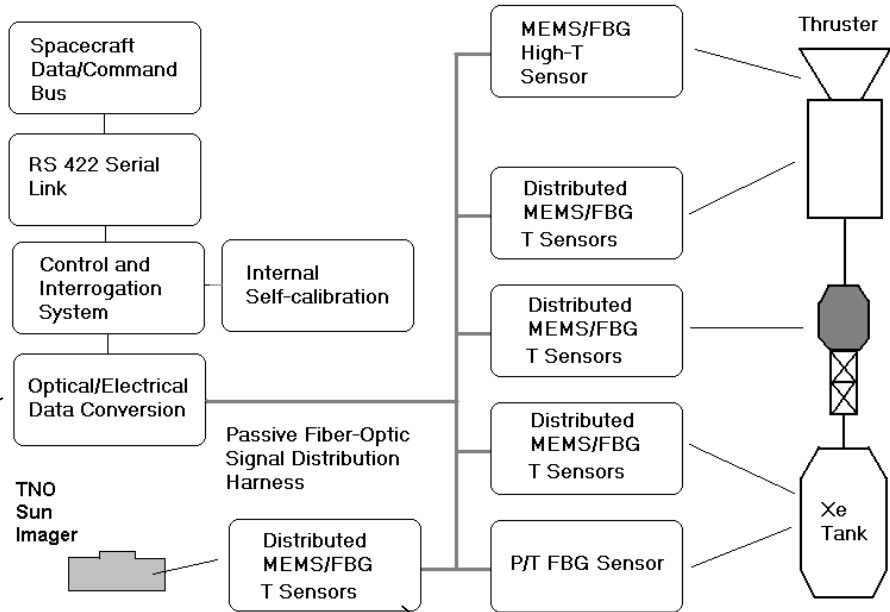 Spacecraft
Data/Command
Bus
RS 422 Serial
Link
Control and
Interrogation
System
Internal
Self-calibration
Optical/Electrical
Data Conversion
Passive Fiber-Optic
Signal Distribution
Harness
TNO
Sun
Imager
Distributed
MEMS/FBG
T Sensors
MEMS/FBG
High-T
Sensor
Distributed
MEMS/FBG
T Sensors
Distributed
MEMS/FBG
T Sensors
Distributed
MEMS/FBG
T Sensors
P/T FBG Sensor
Thruster
Xe
Tank